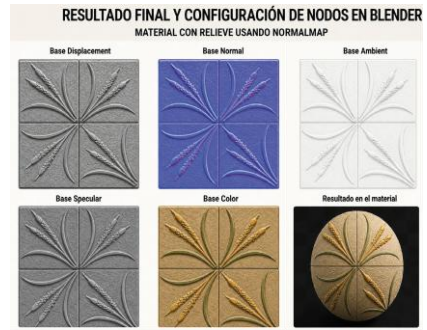 RESULTADO FINAL Y CONFIGURACIÓN DE NODOS EN BLENDER
MATERIAL CON RELIEVE USANDO NORMALMAP
Base Displacement
Base Normal
Base Ambient
Base Specular
Base Color
Resultado en el material